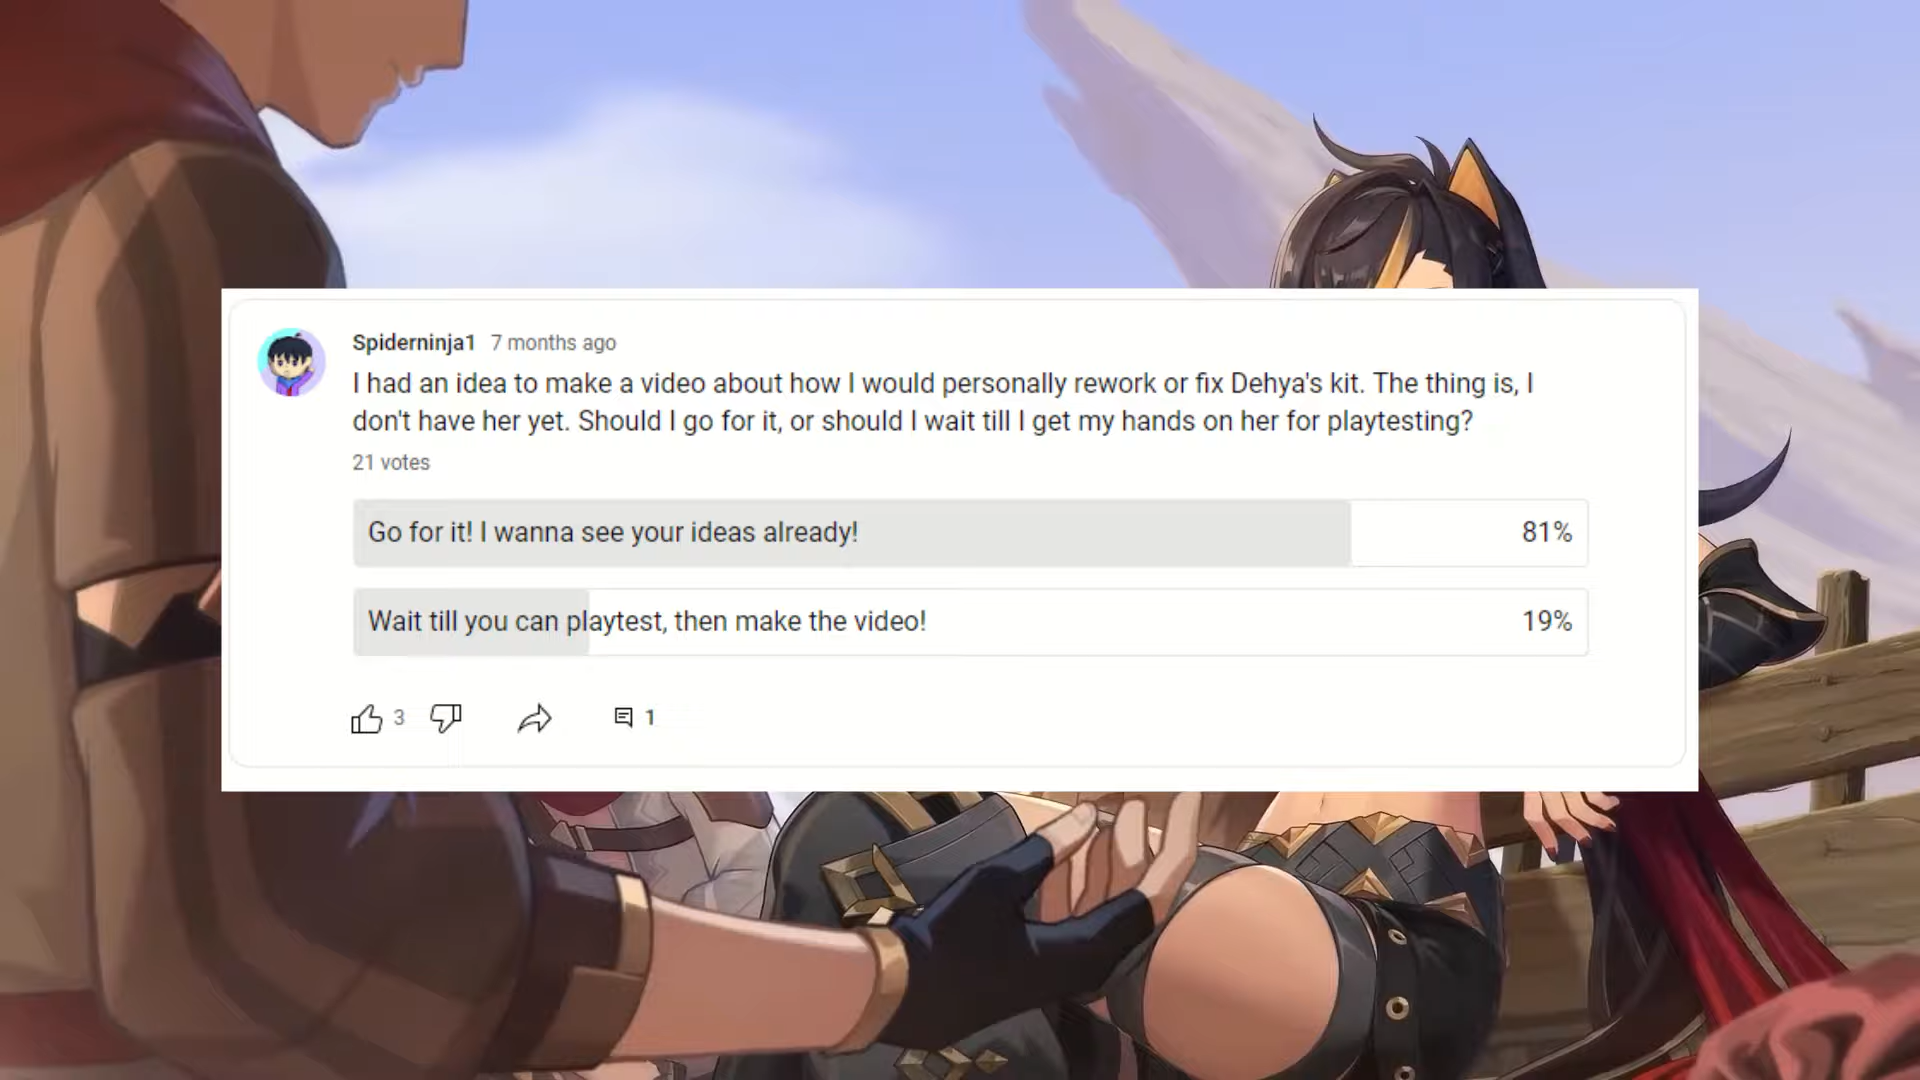 Spiderninja1 7 months ago
I had an idea to make a video about how I would personally rework or fix Dehya's kit. The thing is, I
don't have her yet. Should I go for it, or should I wait till I get my hands on her for playtesting?
21 votes
Go for it! I wanna see your ideas already! 81%
Wait till you can playtest, then make the video! 19%
3 1